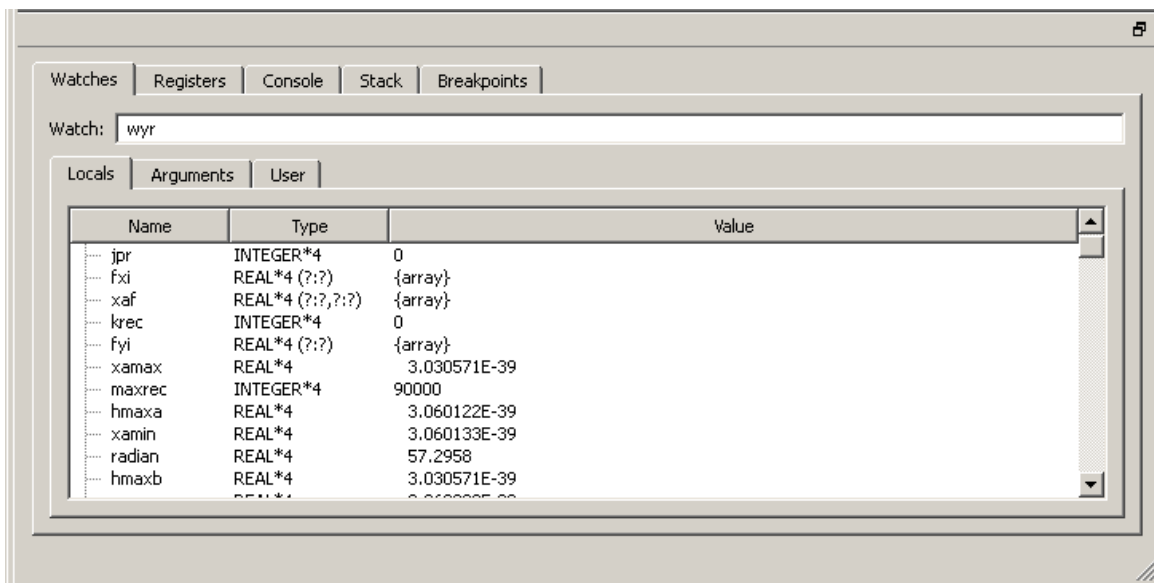 Watches Registers Console Stack Breakpoints
Watch: wyr
Locals Arguments User
Name Type Value
jpr INTEGER*4 0
fxi REAL*4 (?:?) {array}
xaf REAL*4 (?:?,?:?) {array}
krec INTEGER*4 0
fyi REAL*4 (?:?) {array}
xamax REAL*4 3.030571E-39
maxrec INTEGER*4 90000
hmaxa REAL*4 3.060122E-39
xamin REAL*4 3.060133E-39
radian REAL*4 57.2958
hmaxb REAL*4 3.030571E-39
REAL*4